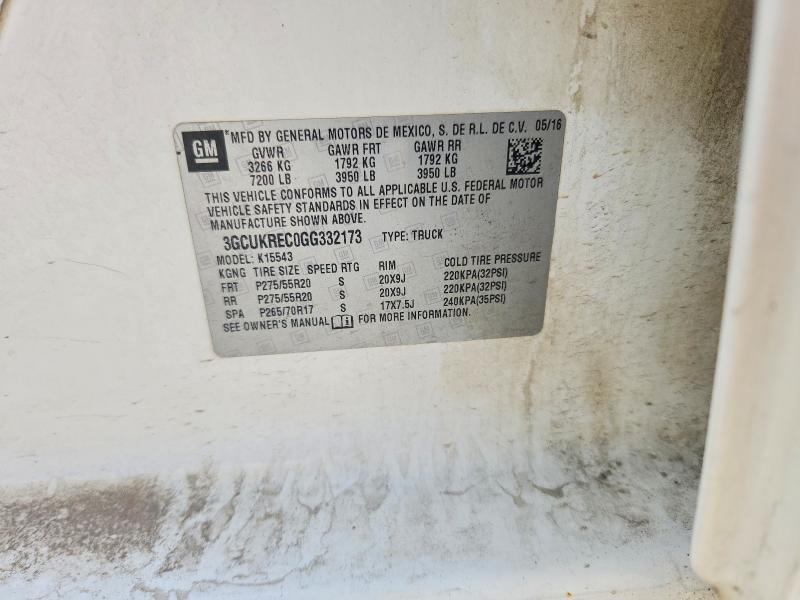 GM
*MFD BY GENERAL MOTORS DE MEXICO, S. DE R.L. DE C.V. 05/16
GVWR GAWR FRT GAWR RR
3266 KG 1792 KG 1792 KG
7200 LB 3950 LB 3950 LB
THIS VEHICLE CONFORMS TO ALL APPLICABLE U.S. FEDERAL MOTOR
VEHICLE SAFETY STANDARDS IN EFFECT ON THE DATE OF
MANUFACTURE SHOWN ABOVE.
3GCUKREC0GG332173 TYPE: TRUCK
MODEL: K15543
KGNG TIRE SIZE SPEED RTG RIM COLD TIRE PRESSURE
FRT P275/55R20 S 20X9J 220KPA(32PSI)
RR P275/55R20 S 20X9J 220KPA(32PSI)
SPA P265/70R17 S 17X7.5J 240KPA(35PSI)
SEE OWNER'S MANUAL FOR MORE INFORMATION.